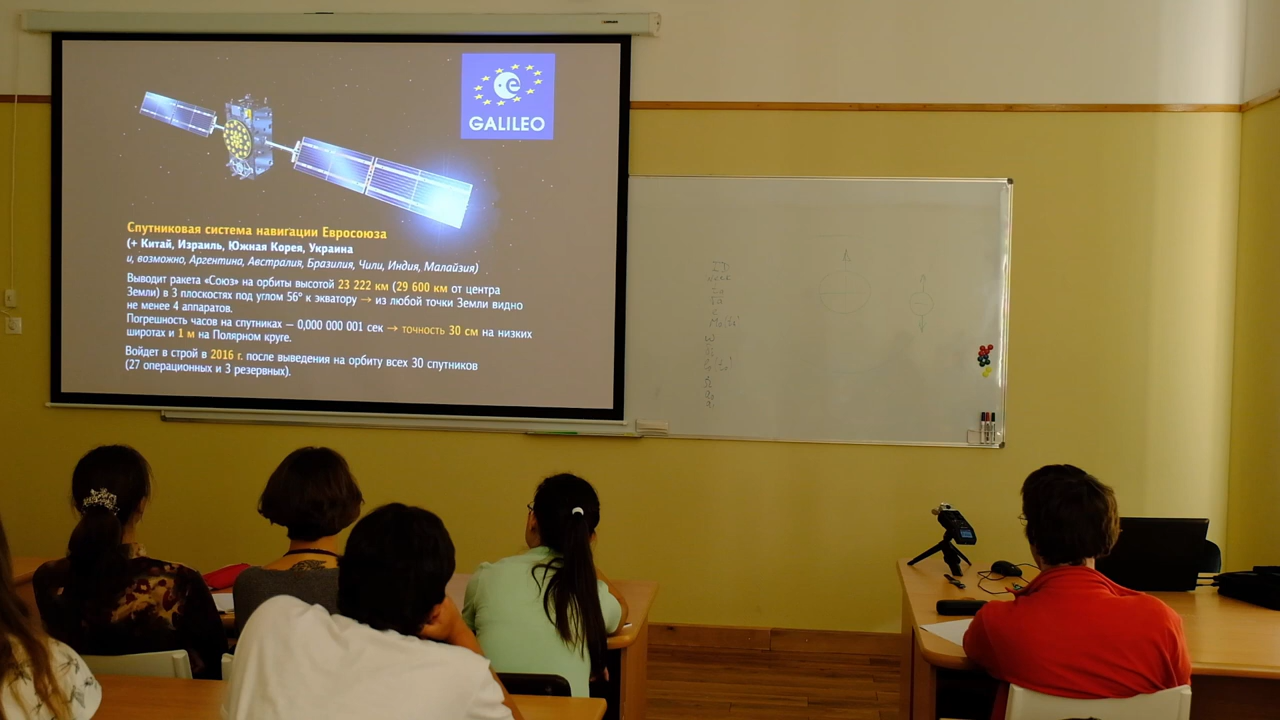 GALILEO
Спутниковая система навигации Евросоюза
(+ Китай, Израиль, Южная Корея, Украина
и, возможно, Аргентина, Австралия, Бразилия, Чили, Индия, Малайзия)
Выводит ракета «Союз» на орбиты высотой 23 222 км (29 600 км от центра
Земли) в 3 плоскостях под углом 56° к экватору → из любой точки Земли видно
не менее 4 аппаратов.
Погрешность часов на спутниках — 0,000 000 001 сек → точность 30 см на низких
широтах и 1 м на Полярном круге.
Войдет в строй в 2016 г. после выведения на орбиту всех 30 спутников
(27 операционных и 3 резервных).